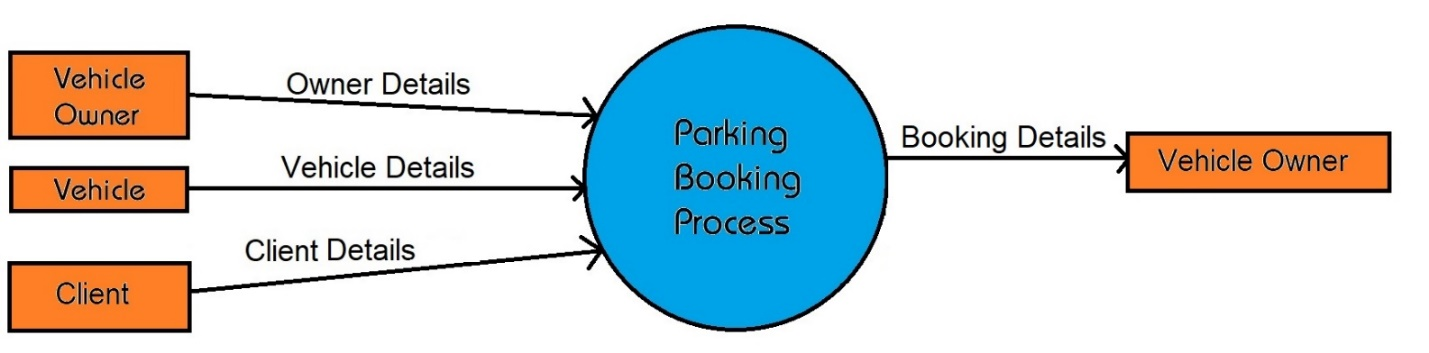 Vehicle
Owner
Owner Details
Vehicle
Vehicle Details
Client
Client Details
Parking
Booking
Process
Booking Details
Vehicle Owner